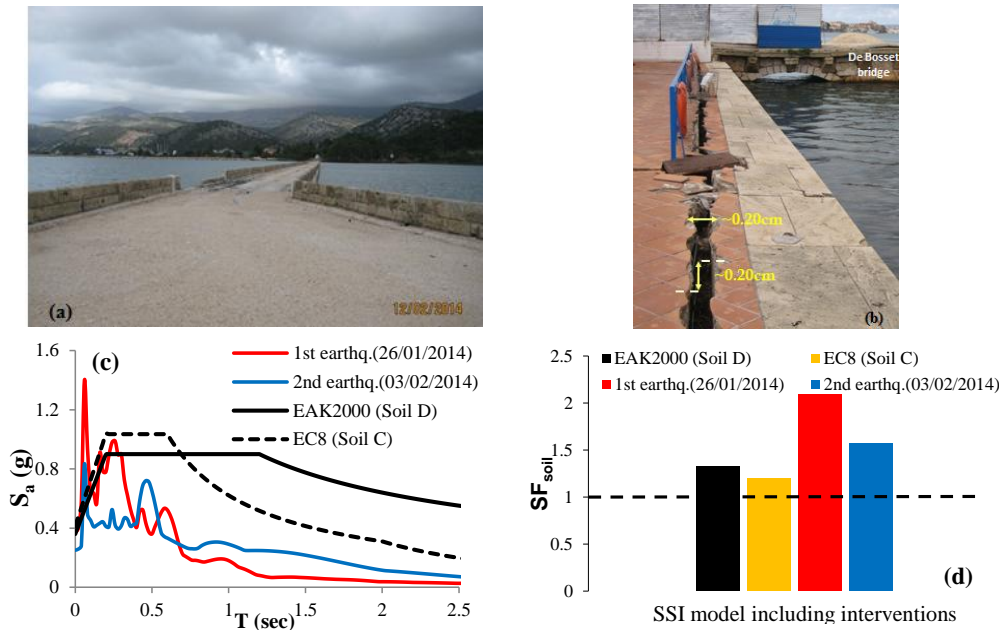 (a)
12/02/2014
De Bosset
bridge
~0.20cm
~0.20cm
(b)
(c)
1.6
1.2
0.8
0.4
0
S_a (g)
1st earthq.(26/01/2014)
2nd earthq.(03/02/2014)
EAK2000 (Soil D)
EC8 (Soil C)
0 0.5 1 1.5 2 2.5
T (sec)
2.5
2
1.5
1
0.5
0
SF_soil
EAK2000 (Soil D) EC8 (Soil C)
1st earthq.(26/01/2014) 2nd earthq.(03/02/2014)
(d)
SSI model including interventions